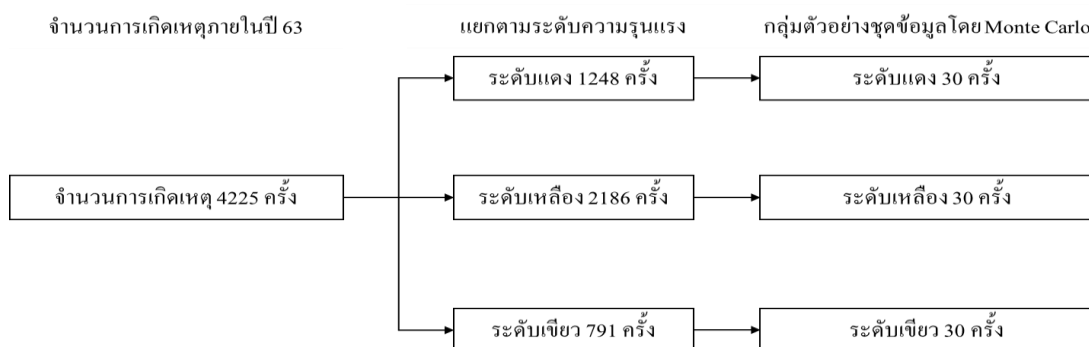 จำนวนการเกิดเหตุภายในปี 63
แยกตามระดับความรุนแรง
กลุ่มตัวอย่างชุดข้อมูลโดย Monte Carlo
ระดับแดง 1248 ครั้ง
ระดับแดง 30 ครั้ง
จำนวนการเกิดเหตุ 4225 ครั้ง
ระดับเหลือง 2186 ครั้ง
ระดับเหลือง 30 ครั้ง
ระดับเขียว 791 ครั้ง
ระดับเขียว 30 ครั้ง